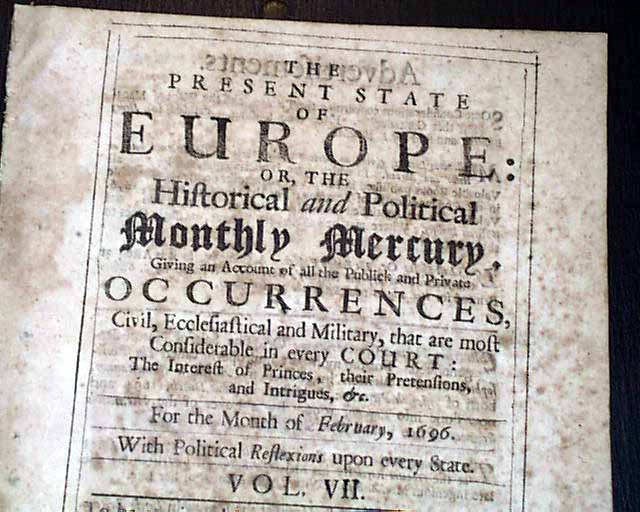 THE
PRESENT STATE
OF
EUROPE:
OR, THE
Hiſtorical and Political
Monthly Mercury,
Giving an Account of all the Publick and Private
OCCURRENCES,
Civil, Eccleſiaſtical and Military, that are moſt
Conſiderable in every COURT:
The Intereſt of Princes, their Pretenſions,
and Intrigues, &c.
For the Month of February, 1696.
With Political Reflexions upon every State.
VOL. VII.